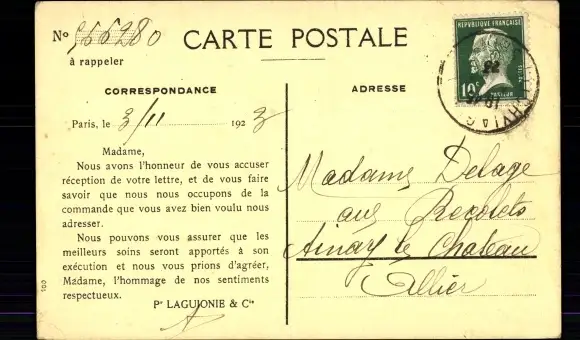 No 566280
à rappeler
CARTE POSTALE
CORRESPONDANCE
Paris, le 3/11 1923
Madame,
Nous avons l'honneur de vous accuser
réception de votre lettre, et de vous faire
savoir que nous nous occupons de la
commande que vous avez bien voulu nous
adresser.
Nous pouvons vous assurer que les
meilleurs soins seront apportés à son
exécution et nous vous prions d'agréer,
Madame, l'hommage de nos sentiments
respectueux.
Pr LAGUIONIE & Cie
100
ADRESSE
REPUBLIQUE FRANÇAISE
10c
PASTEUR
Madame Delage
aux Recolets
Ainay le Chateau
Allier